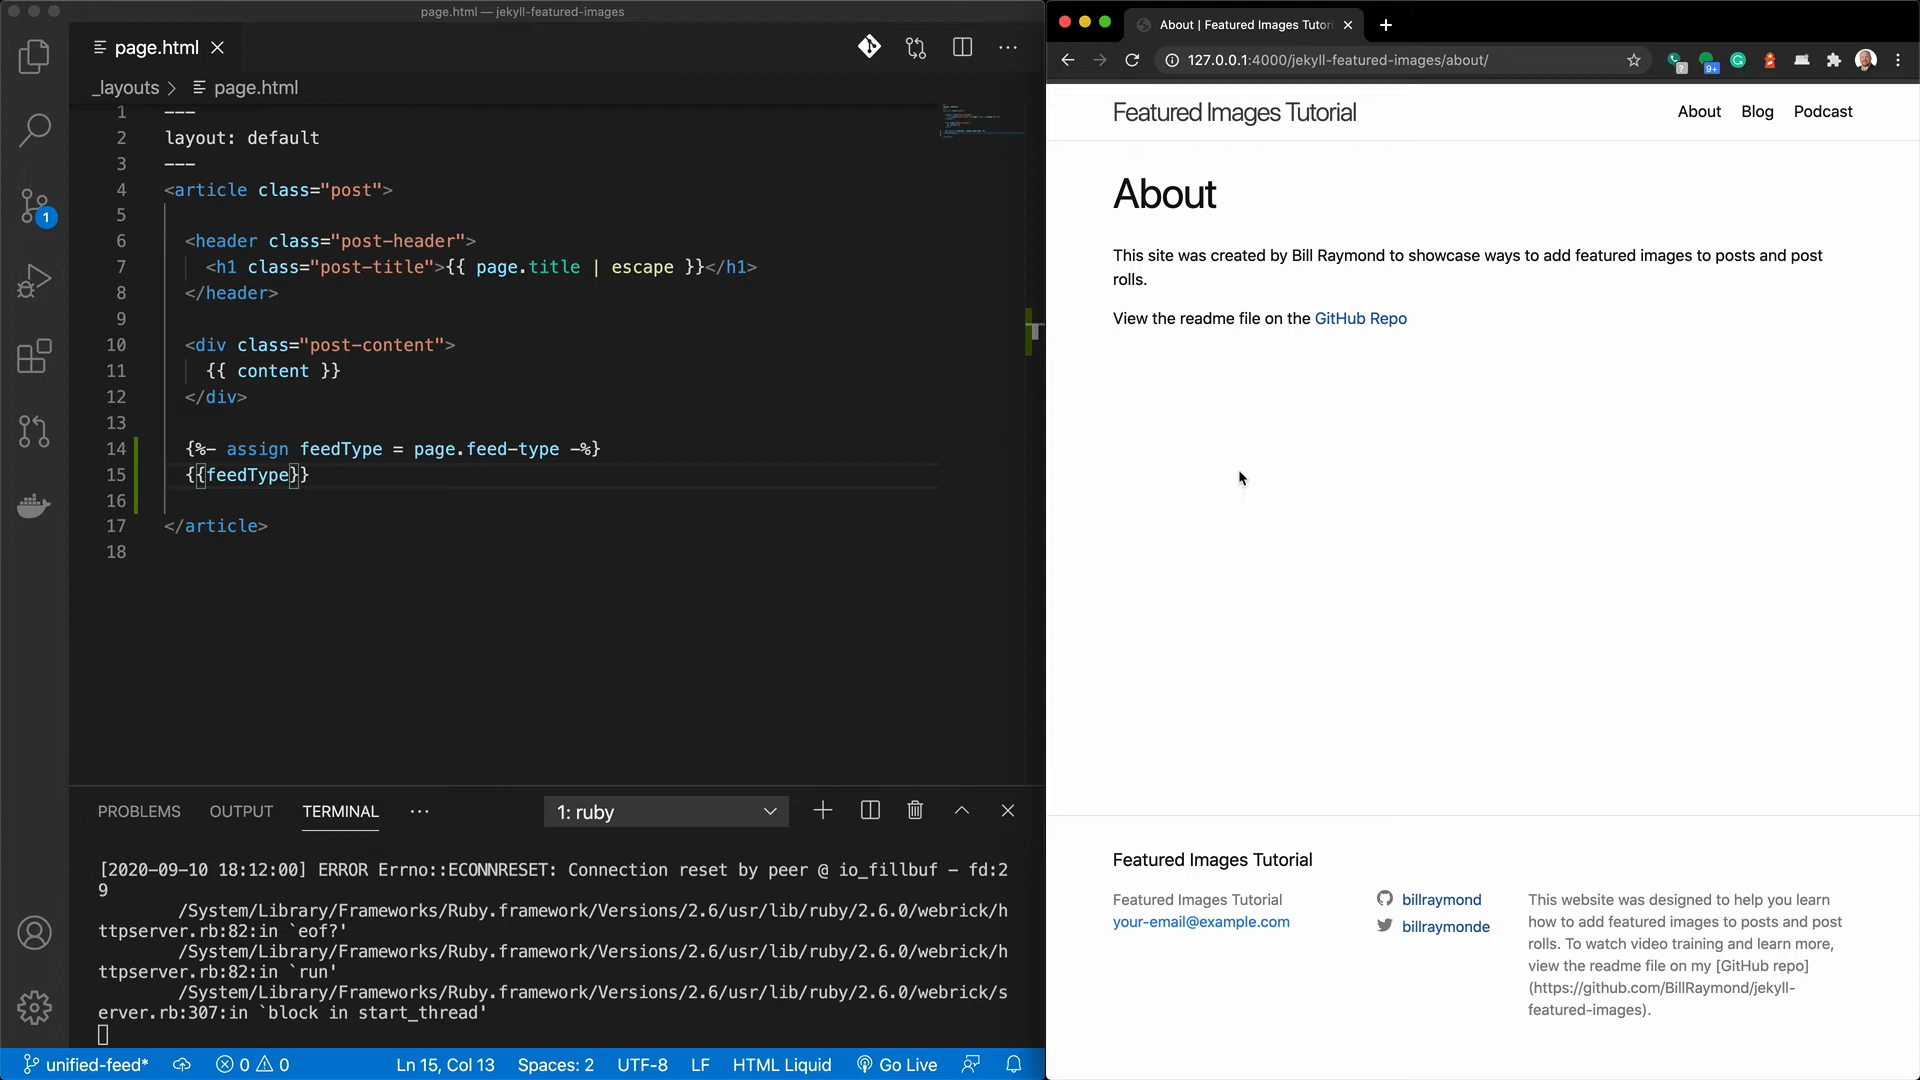 page.html — jekyll-featured-images
page.html
_layouts > page.html
1 ---
2 layout: default
3 ---
4 <article class="post">
5
6 <header class="post-header">
7 <h1 class="post-title">{{ page.title | escape }}</h1>
8 </header>
9
10 <div class="post-content">
11 {{ content }}
12 </div>
13
14 {%- assign feedType = page.feed-type -%}
15 {{feedType}}
16
17 </article>
18
1
PROBLEMS OUTPUT TERMINAL ... 1: ruby
[2020-09-10 18:12:00] ERROR Errno::ECONNRESET: Connection reset by peer @ io_fillbuf - fd:2
9
/System/Library/Frameworks/Ruby.framework/Versions/2.6/usr/lib/ruby/2.6.0/webrick/h
ttpserver.rb:82:in `eof?'
/System/Library/Frameworks/Ruby.framework/Versions/2.6/usr/lib/ruby/2.6.0/webrick/h
ttpserver.rb:82:in `run'
/System/Library/Frameworks/Ruby.framework/Versions/2.6/usr/lib/ruby/2.6.0/webrick/s
erver.rb:307:in `block in start_thread'
unified-feed* 0 0 Ln 15, Col 13 Spaces: 2 UTF-8 LF HTML Liquid Go Live
About | Featured Images Tutor
127.0.0.1:4000/jekyll-featured-images/about/
9+
Featured Images Tutorial
About Blog Podcast
About
This site was created by Bill Raymond to showcase ways to add featured images to posts and post
rolls.
View the readme file on the GitHub Repo
Featured Images Tutorial
Featured Images Tutorial
your-email@example.com
billraymond
billraymonde
This website was designed to help you learn
how to add featured images to posts and post
rolls. To watch video training and learn more,
view the readme file on my [GitHub repo]
(https://github.com/BillRaymond/jekyll-
featured-images).